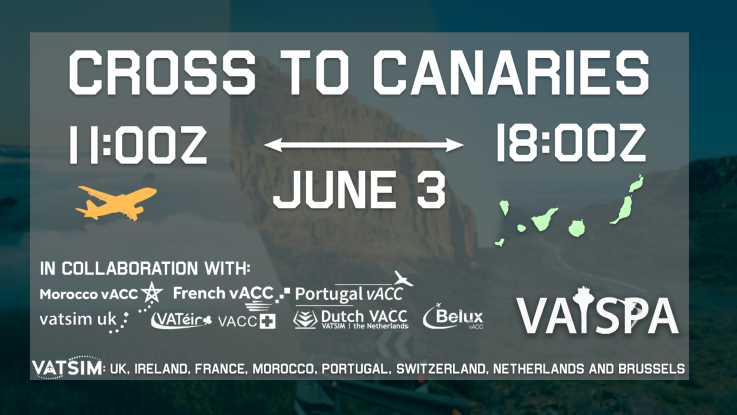 CROSS TO CANARIES
11:00Z 18:00Z
JUNE 3
IN COLLABORATION WITH:
Morocco vACC French vACC Portugal vACC
vatsim uk VATéir VACC Dutch VACC Belux
VATSIM | the Netherlands vACC
VATSPA
VATSIM: UK, IRELAND, FRANCE, MOROCCO, PORTUGAL, SWITZERLAND, NETHERLANDS AND BRUSSELS